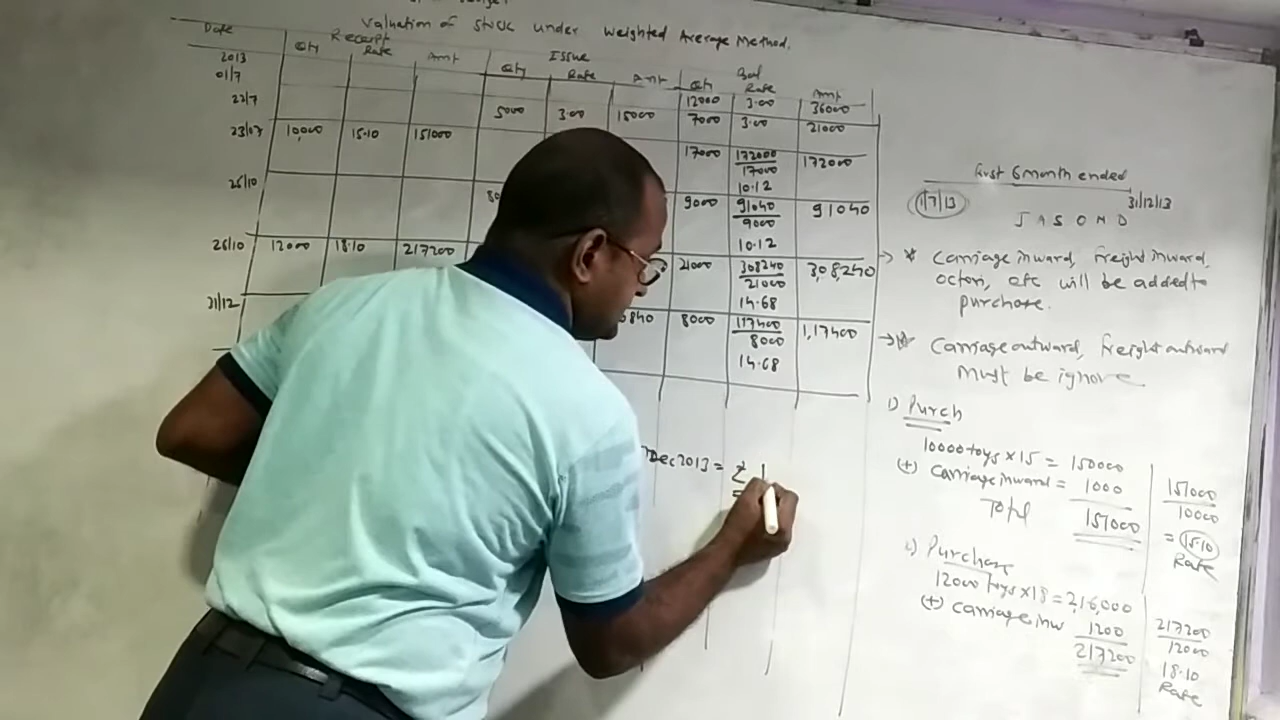 Valuation of Stock under Weighted Average Method.
Date Receipt Issue Bal
Qty Rate Amt Qty Rate Amt Qty Rate Amt
2013
01/7 12000 3.00 36000
22/7 5000 3.00 15000 7000 3.00 21000
23/07 10,000 15.10 151000 17000 172000 172000
17000
10.12
9000 91040 91040
9000
10.12
26/10 12000 18.10 217200 21000 308240 3,08,240
21000
14.68
31/12 8000 117400 1,17400
8000
14.68
Dec 2013 =
First 6 month ended
1/7/13 31/12/13
J A S O N D
→ * Carriage inward, freight inward,
octori, etc will be added to
purchase.
→ * Carriage outward, freight outward
must be ignore.
1) Purch
10000 toys x 15 = 150000
(+) Carriage inward = 1000
Total 151000
151000
10000
= 15.10
Rate
Purchase
12000 toys x 18 = 216,000
(+) Carriage inw 1200
217200
217200
12000
18.10
Rate